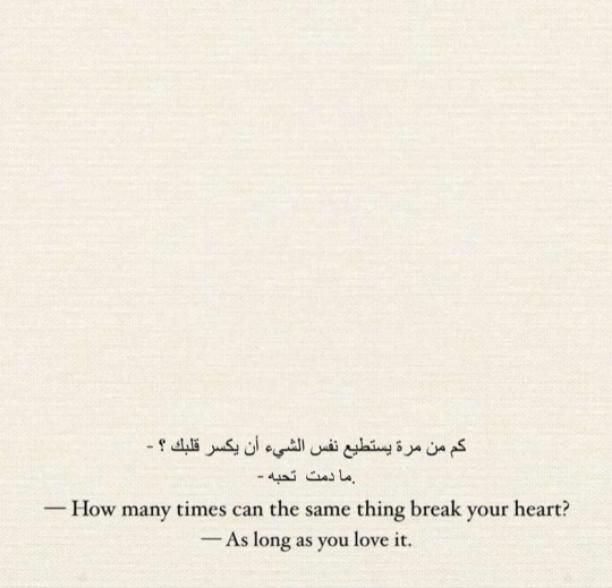 كم من مرة يستطيع نفس الشيء أن يكسر قلبك ؟ -
ما دمت تحبه. -
— How many times can the same thing break your heart?
— As long as you love it.